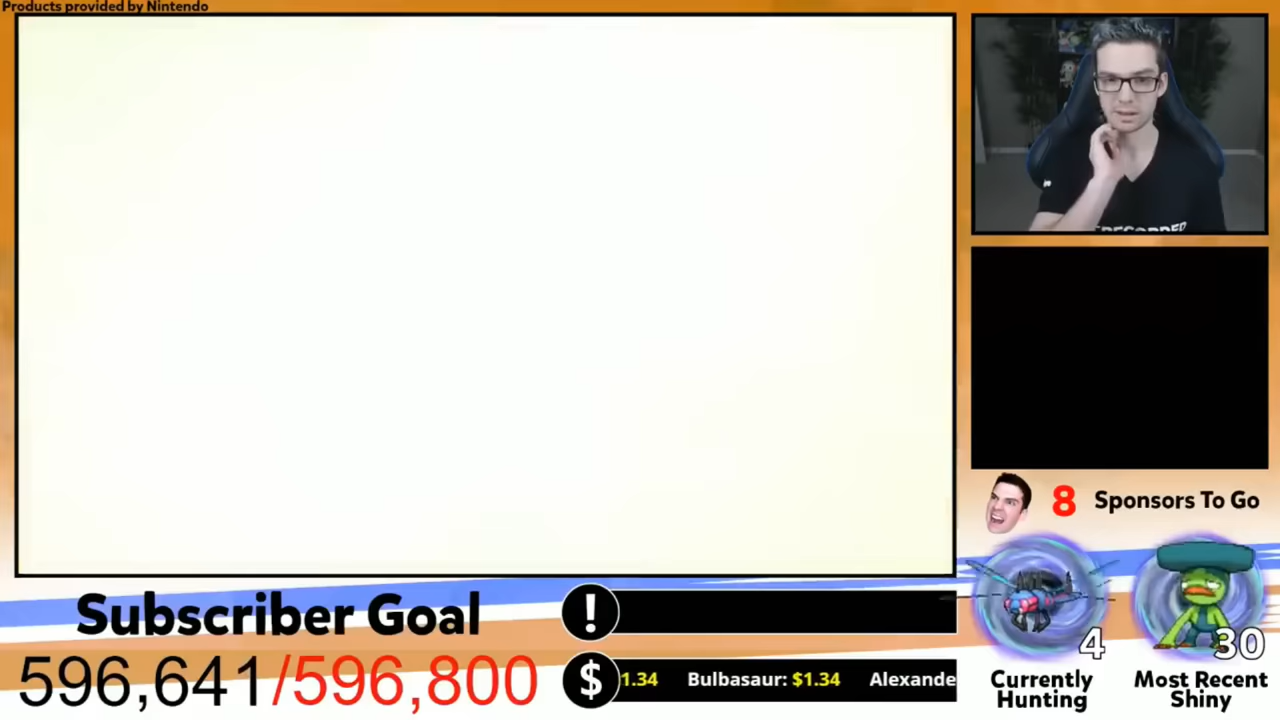 Products provided by Nintendo
8 Sponsors To Go
Subscriber Goal
596,641/596,800
!
$
1.34 Bulbasaur: $1.34 Alexande
4
Currently
Hunting
30
Most Recent
Shiny